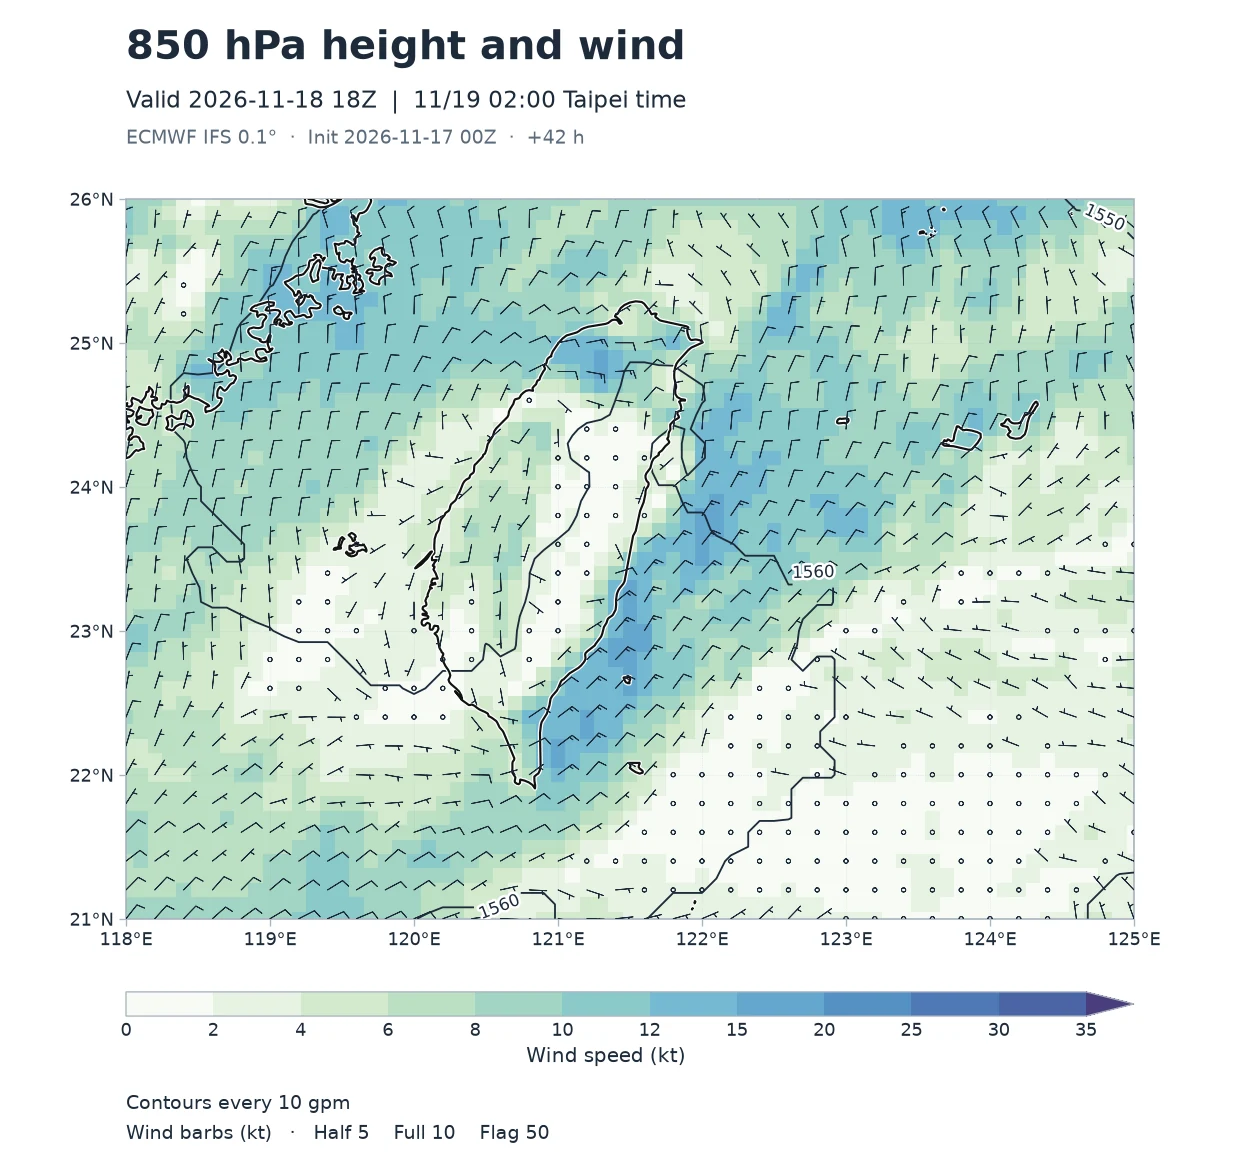 850 hPa height and wind
Valid 2026-11-18 18Z | 11/19 02:00 Taipei time
ECMWF IFS 0.1° · Init 2026-11-17 00Z · +42 h
26°N
1550
25°N
24°N
1560
23°N
22°N
1560
21°N
118°E 119°E 120°E 121°E 122°E 123°E 124°E 125°E
0 2 4 6 8 10 12 15 20 25 30 35
Wind speed (kt)
Contours every 10 gpm
Wind barbs (kt) · Half 5 Full 10 Flag 50